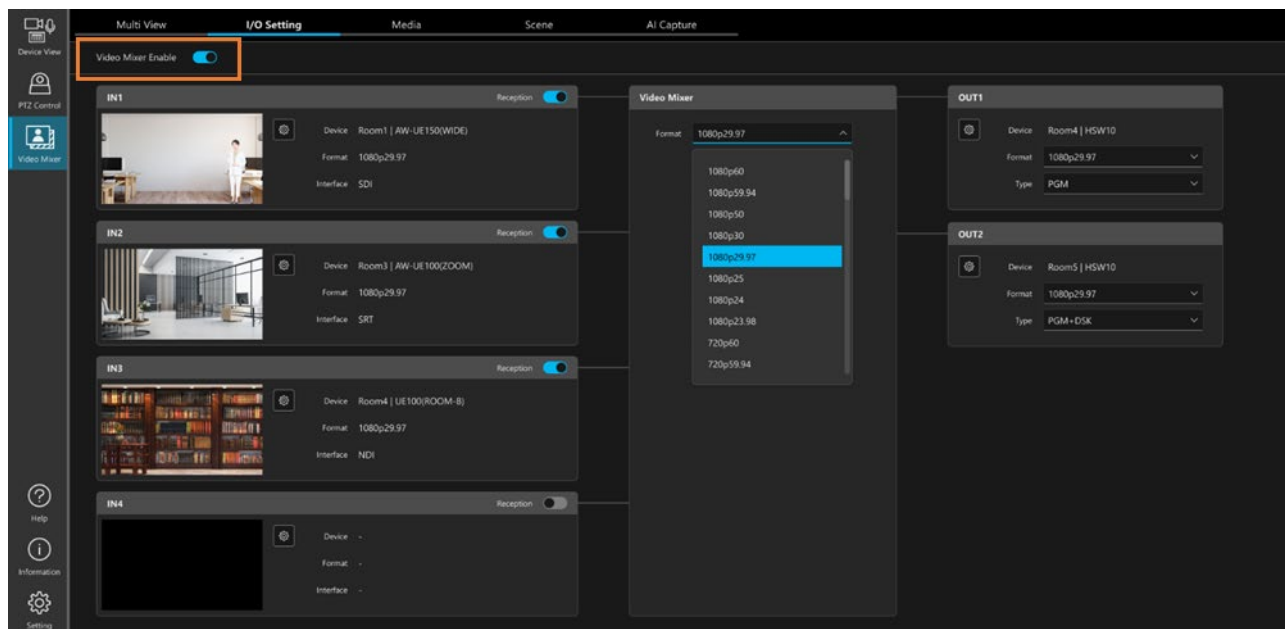 Multi View
I/O Setting
Media
Scene
AI Capture
Device View
PTZ Control
Video Mixer
Help
Information
Setting
Video Mixer Enable
IN1
Reception
Device Room1 | AW-UE150(WIDE)
Format 1080p29.97
Interface SDI
IN2
Reception
Device Room3 | AW-UE100(ZOOM)
Format 1080p29.97
Interface SRT
IN3
Reception
Device Room4 | UE100(ROOM-B)
Format 1080p29.97
Interface NDI
IN4
Reception
Device -
Format -
Interface -
Video Mixer
Format 1080p29.97
1080p60
1080p59.94
1080p50
1080p30
1080p29.97
1080p25
1080p24
1080p23.98
720p60
720p59.94
OUT1
Device Room4 | HSW10
Format 1080p29.97
Type PGM
OUT2
Device Room5 | HSW10
Format 1080p29.97
Type PGM+DSK